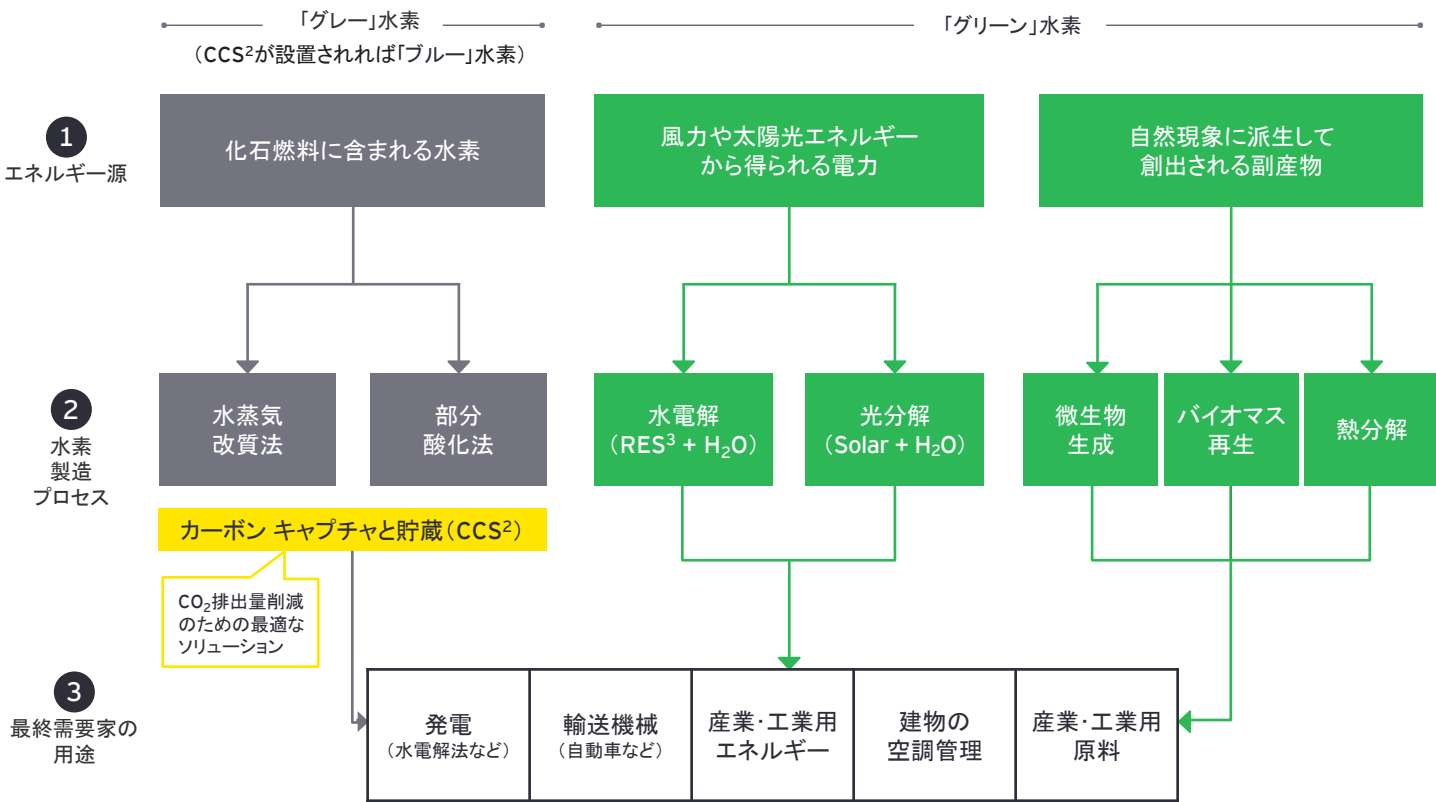 「グレー」水素
（CCS²が設置されれば「ブルー」水素）
「グリーン」水素
1
エネルギー源
化石燃料に含まれる水素
風力や太陽光エネルギー
から得られる電力
自然現象に派生して
創出される副産物
2
水素
製造
プロセス
水蒸気
改質法
部分
酸化法
水電解
（RES³ + H₂O）
光分解
（Solar + H₂O）
微生物
生成
バイオマス
再生
熱分解
カーボン キャプチャと貯蔵（CCS²）
CO₂排出量削減
のための最適な
ソリューション
3
最終需要家の
用途
発電
（水電解法など）
輸送機械
（自動車など）
産業・工業用
エネルギー
建物の
空調管理
産業・工業用
原料